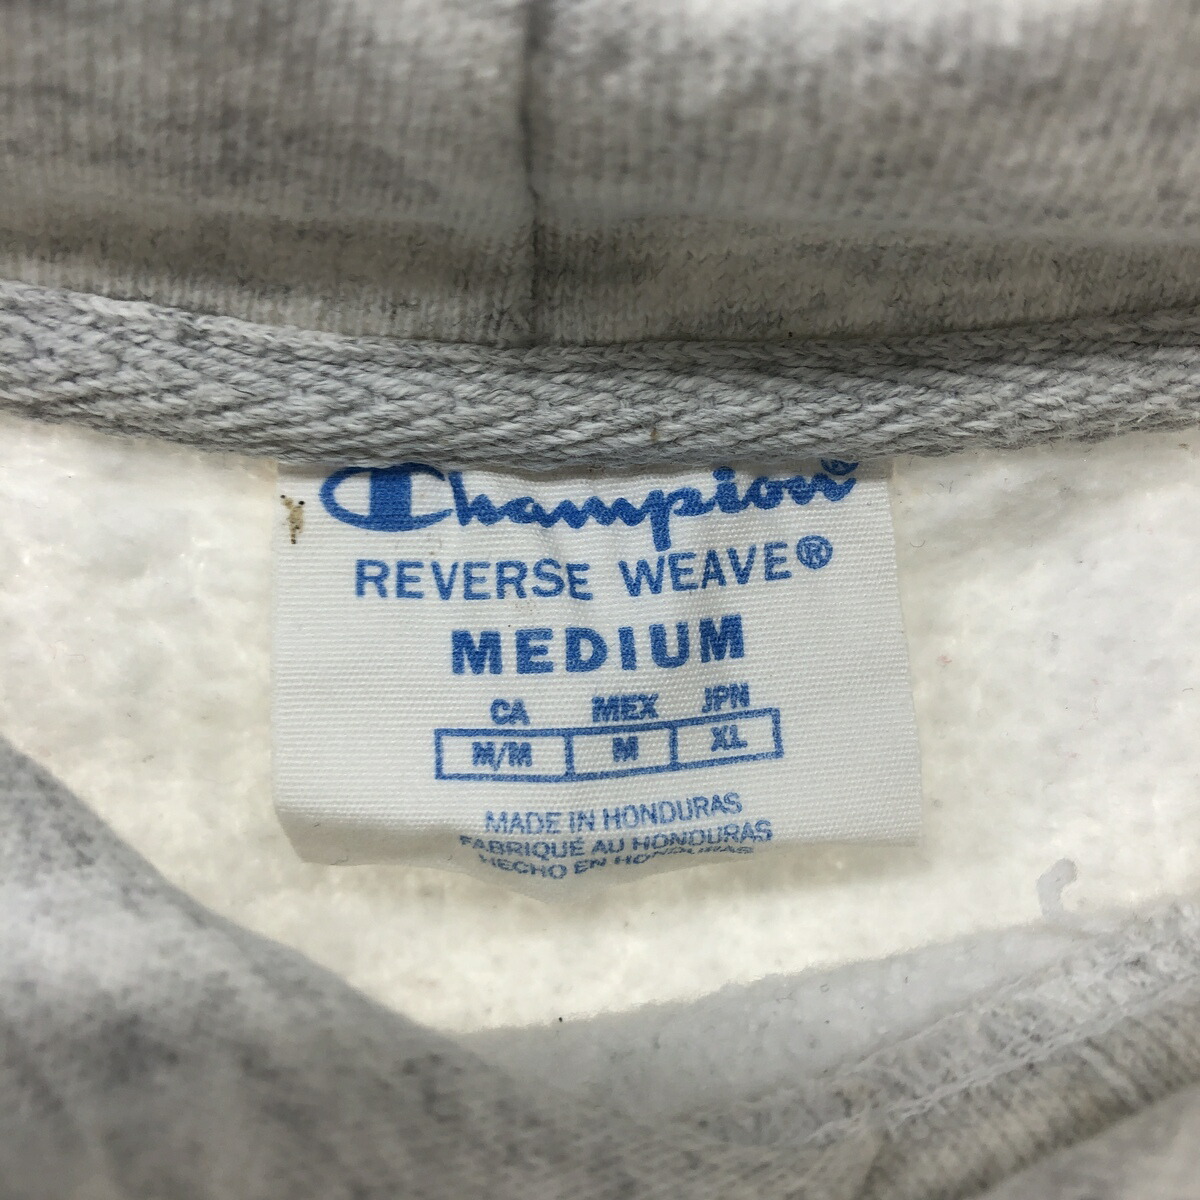 Champion®
REVERSE WEAVE®
MEDIUM
CA MEX JPN
M/M M XL
MADE IN HONDURAS
FABRIQUÉ AU HONDURAS
HECHO EN HONDURAS